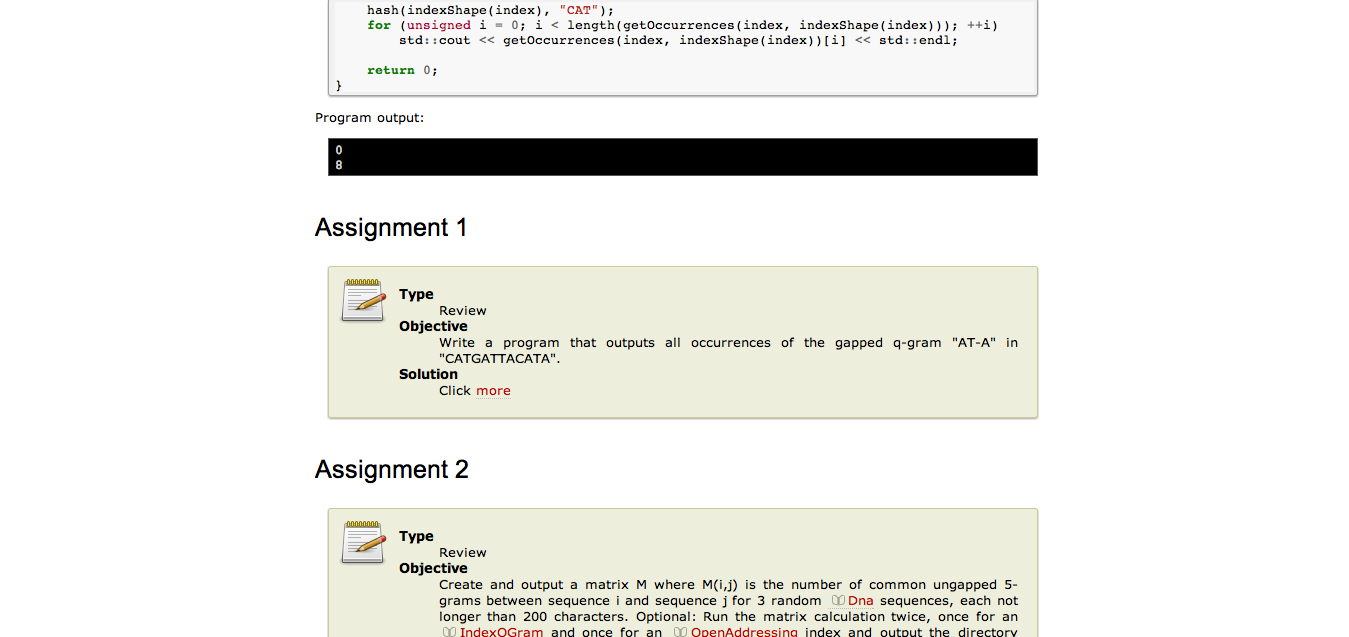 hash(indexShape(index), "CAT");
for (unsigned i = 0; i < length(getOccurrences(index, indexShape(index))); ++i)
std::cout << getOccurrences(index, indexShape(index))[i] << std::endl;
return 0;
}
Program output:
0
8
Assignment 1
Type
Review
Objective
Write a program that outputs all occurrences of the gapped q-gram "AT-A" in
"CATGATTACATA".
Solution
Click more
Assignment 2
Type
Review
Objective
Create and output a matrix M where M(i,j) is the number of common ungapped 5-
grams between sequence i and sequence j for 3 random Dna sequences, each not
longer than 200 characters. Optional: Run the matrix calculation twice, once for an
IndexQGram and once for an OpenAddressing index and output the directory